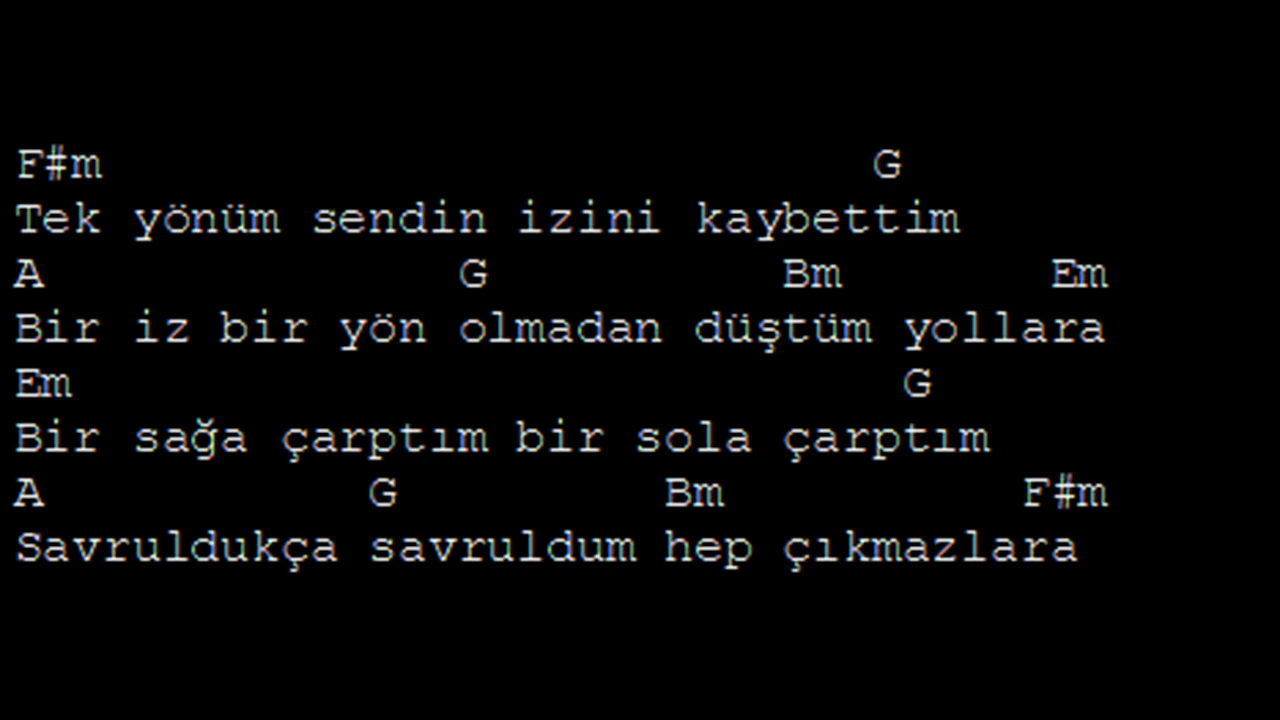 F#m                          G
Tek yönüm sendin izini kaybettim
A              G          Bm       Em
Bir iz bir yön olmadan düştüm yollara
Em                            G
Bir sağa çarptım bir sola çarptım
A           G         Bm          F#m
Savruldukça savruldum hep çıkmazlara